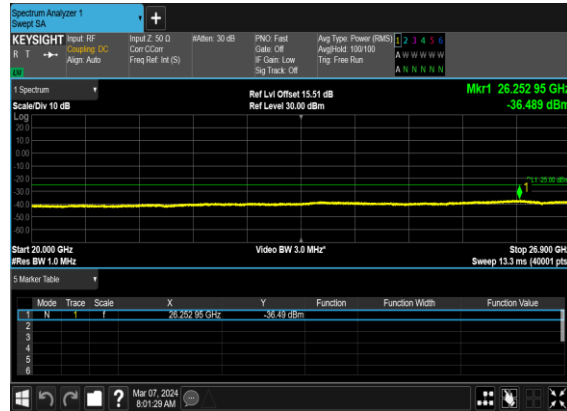 Spectrum Analyzer 1
Swept SA
+
KEYSIGHT Input: RF Input Z: 50 Ω #Atten: 30 dB PNO: Fast Avg Type: Power (RMS) 1 2 3 4 5 6
R T Coupling: DC Corr CCorr Gate: Off Avg|Hold: 100/100 A W W W W W
Align: Auto Freq Ref: Int (S) IF Gain: Low Trig: Free Run
LW Sig Track: Off A N N N N N
1 Spectrum Ref Lvl Offset 15.51 dB Mkr1 26.252 95 GHz
Scale/Div 10 dB Ref Level 30.00 dBm -36.489 dBm
Log
20.0
10.0
0.00
-10.0
-20.0
DL1 -25.00 dBm
-30.0
1
-40.0
-50.0
-60.0
Start 20.000 GHz Video BW 3.0 MHz* Stop 26.900 GHz
#Res BW 1.0 MHz Sweep 13.3 ms (40001 pts)
5 Marker Table
Mode Trace Scale X Y Function Function Width Function Value
1 N 1 f 26.252 95 GHz -36.49 dBm
2
3
4
5
6
? Mar 07, 2024
8:01:29 AM